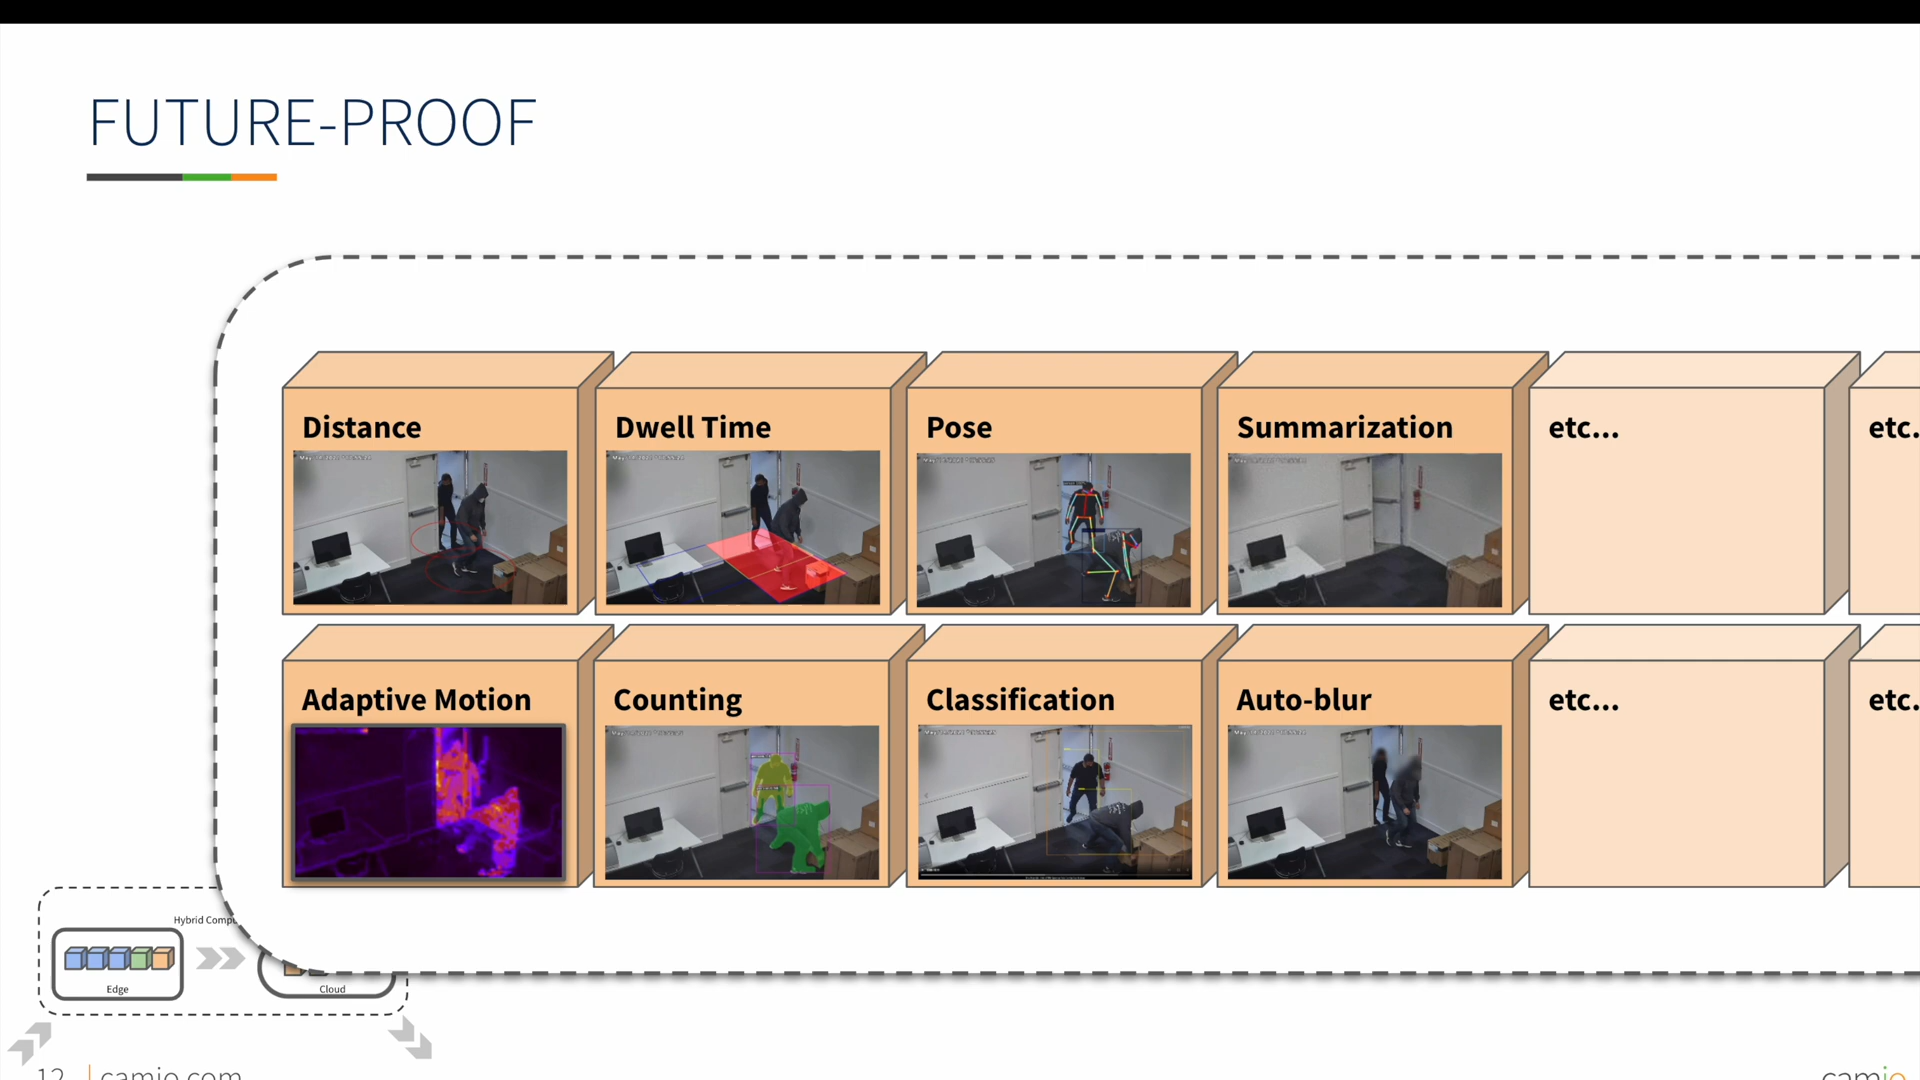 FUTURE-PROOF
Distance
Dwell Time
Pose
Summarization
etc...
etc.
Adaptive Motion
Counting
Classification
Auto-blur
etc...
etc.
Hybrid
Edge
Cloud
12 | camio.com
camio